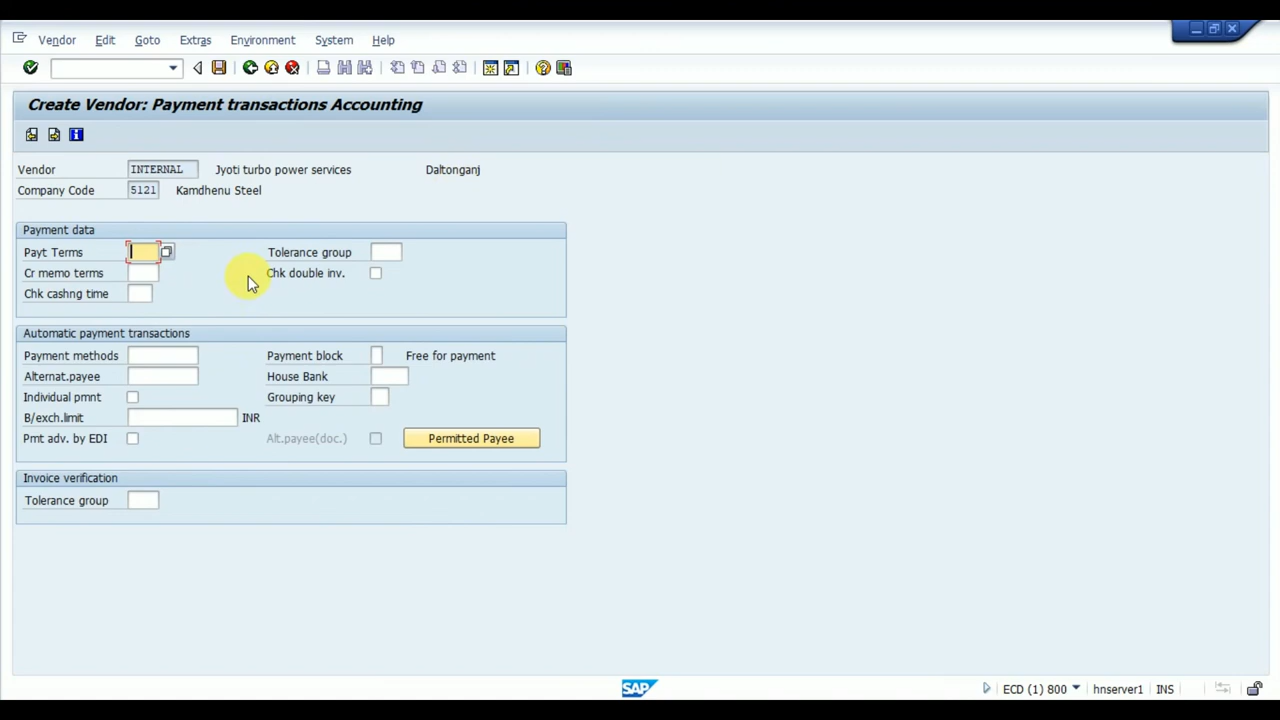 Vendor Edit Goto Extras Environment System Help
Create Vendor: Payment transactions Accounting
Vendor INTERNAL Jyoti turbo power services Daltonganj
Company Code 5121 Kamdhenu Steel
Payment data
Payt Terms Tolerance group
Cr memo terms Chk double inv.
Chk cashng time
Automatic payment transactions
Payment methods Payment block Free for payment
Alternat.payee House Bank
Individual pmnt Grouping key
B/exch.limit INR
Pmt adv. by EDI Alt.payee(doc.) Permitted Payee
Invoice verification
Tolerance group
SAP ECD (1) 800 hnserver1 INS